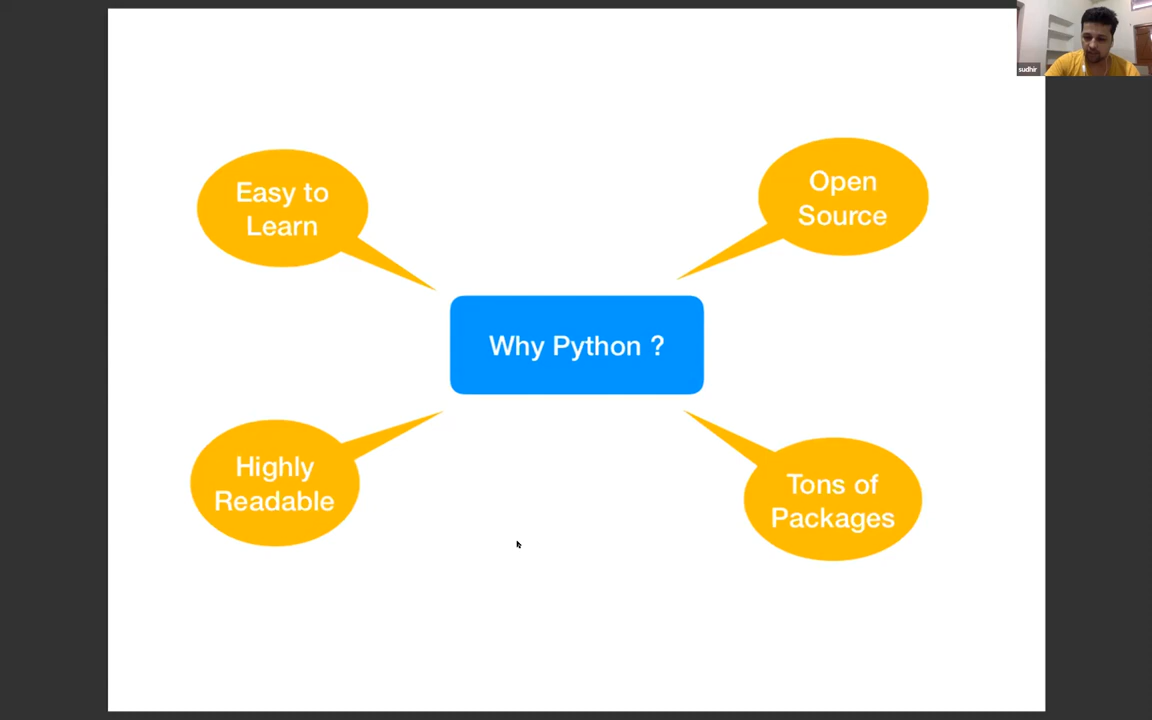 sudhir
Easy to
Learn
Open
Source
Why Python ?
Highly
Readable
Tons of
Packages